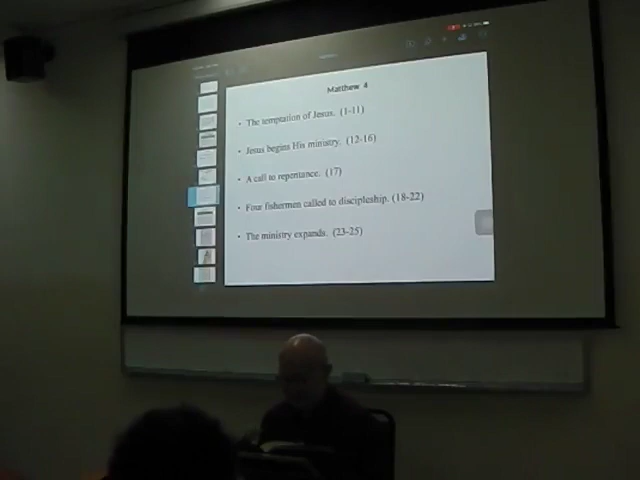 Matthew 4
• The temptation of Jesus. (1-11)
• Jesus begins His ministry. (12-16)
• A call to repentance. (17)
• Four fishermen called to discipleship. (18-22)
• The ministry expands. (23-25)